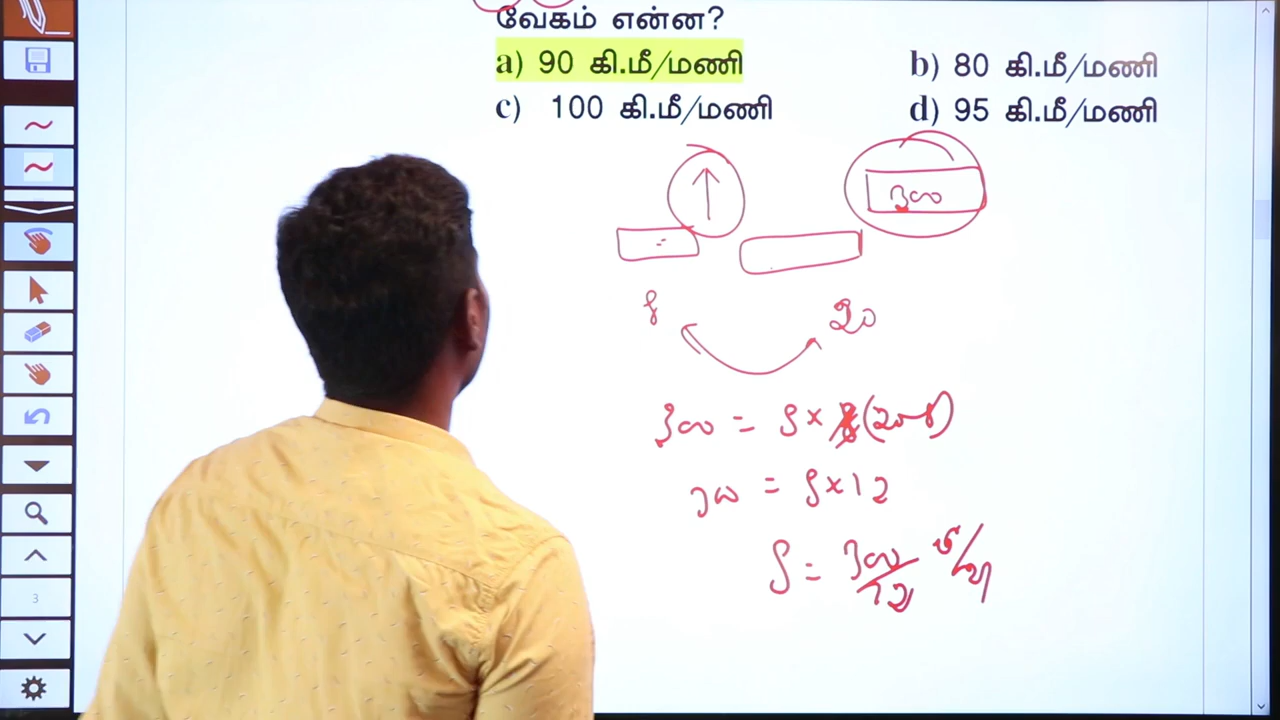 வேகம் என்ன?
a) 90 கி.மீ/மணி b) 80 கி.மீ/மணி
c) 100 கி.மீ/மணி d) 95 கி.மீ/மணி
300
8 20
300 = S × (20-8)
300 = S × 12
S = 300/12 மீ/வி
3